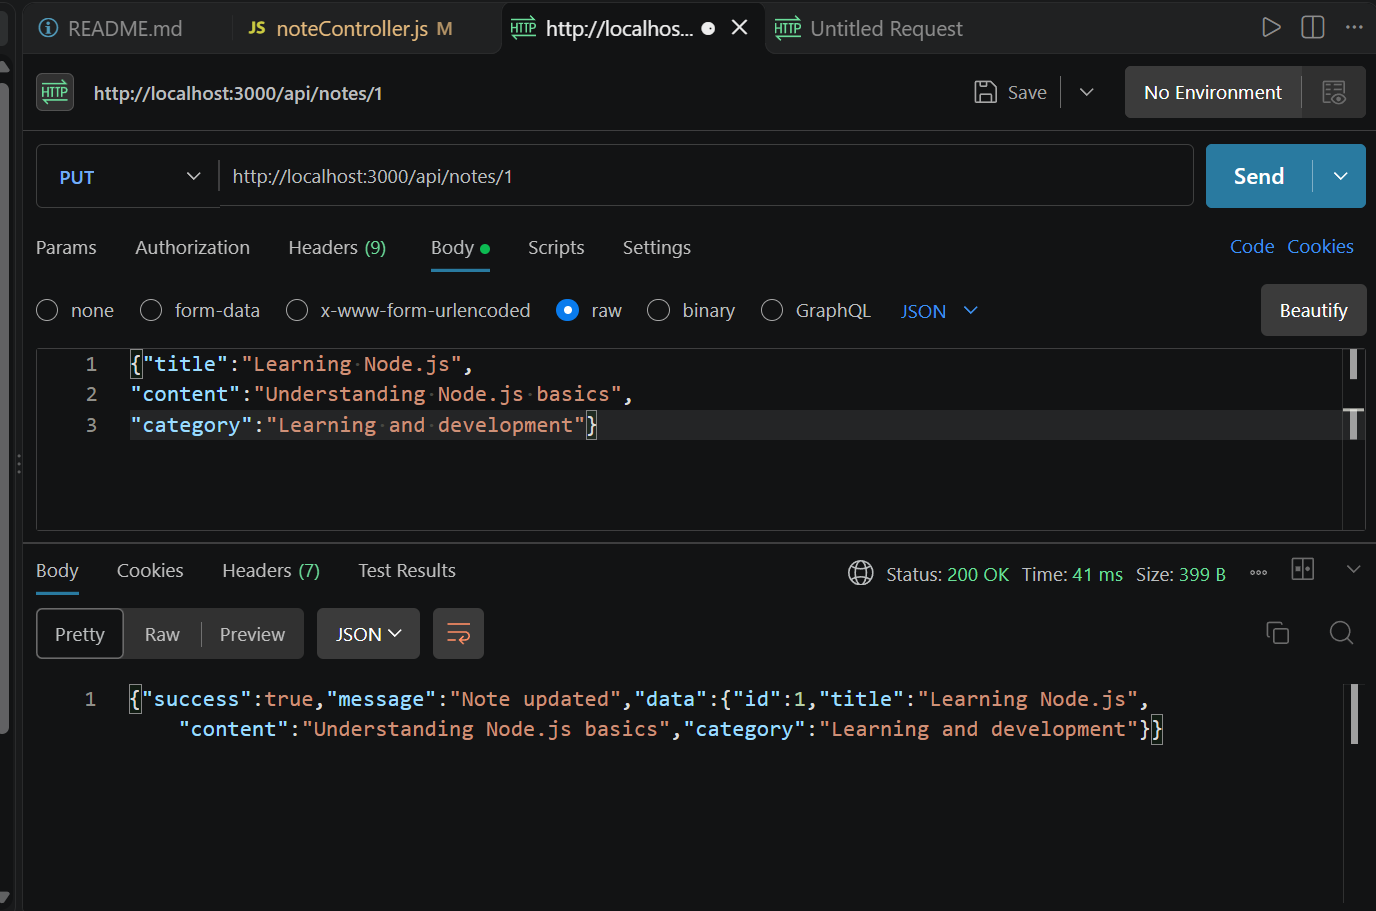 README.md JS noteController.js M HTTP http://localhos... HTTP Untitled Request
HTTP http://localhost:3000/api/notes/1 Save No Environment
PUT http://localhost:3000/api/notes/1 Send
Params Authorization Headers (9) Body Scripts Settings Code Cookies
none form-data x-www-form-urlencoded raw binary GraphQL JSON Beautify
1 {"title":"Learning Node.js",
2 "content":"Understanding Node.js basics",
3 "category":"Learning and development"}
Body Cookies Headers (7) Test Results Status: 200 OK Time: 41 ms Size: 399 B
Pretty Raw Preview JSON
1 {"success":true,"message":"Note updated","data":{"id":1,"title":"Learning Node.js",
"content":"Understanding Node.js basics","category":"Learning and development"}}